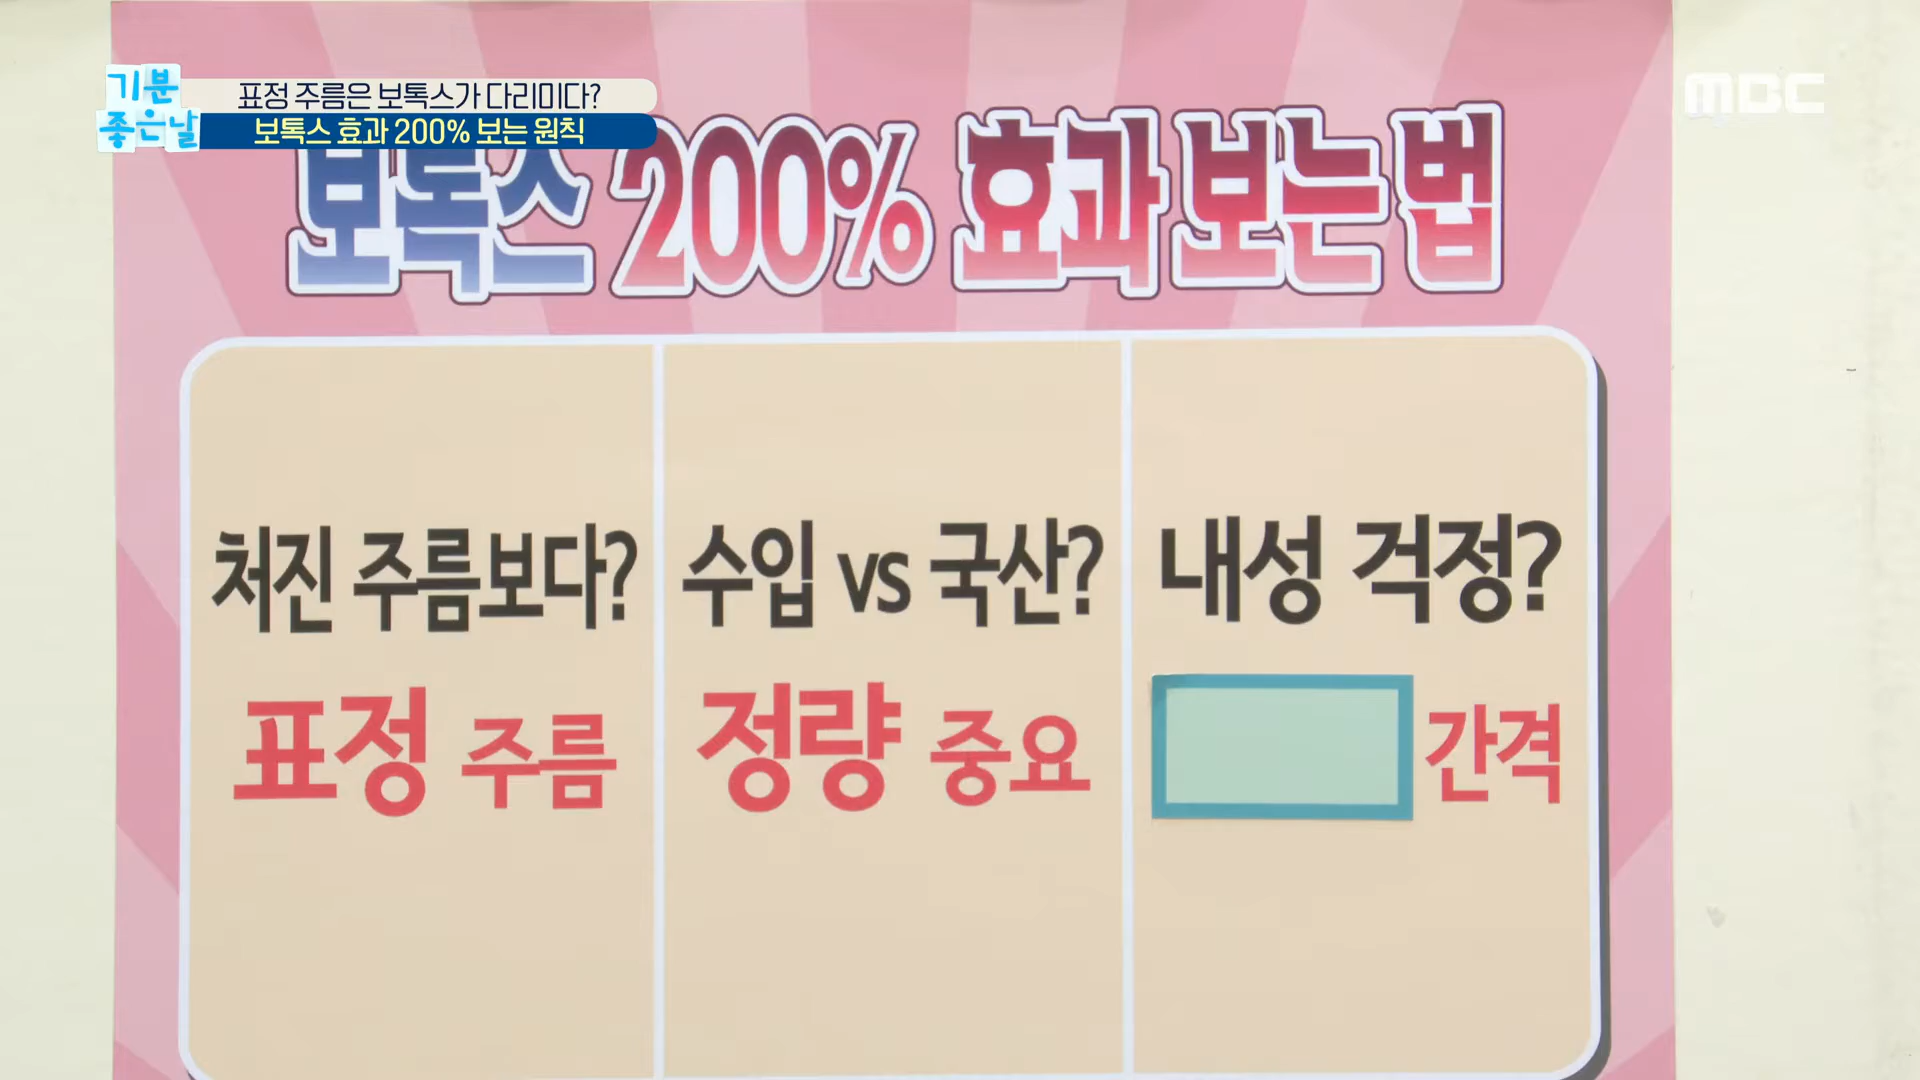 기분
좋은날
표정 주름은 보톡스가 다리미다?
보톡스 효과 200% 보는 원칙
MBC
보톡스 200% 효과 보는 법
처진 주름보다?
표정 주름
수입 vs 국산?
정량 중요
내성 걱정?
간격